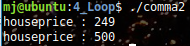 mj@ubuntu:4_Loop$ ./comma2
houseprice : 249
houseprice : 500